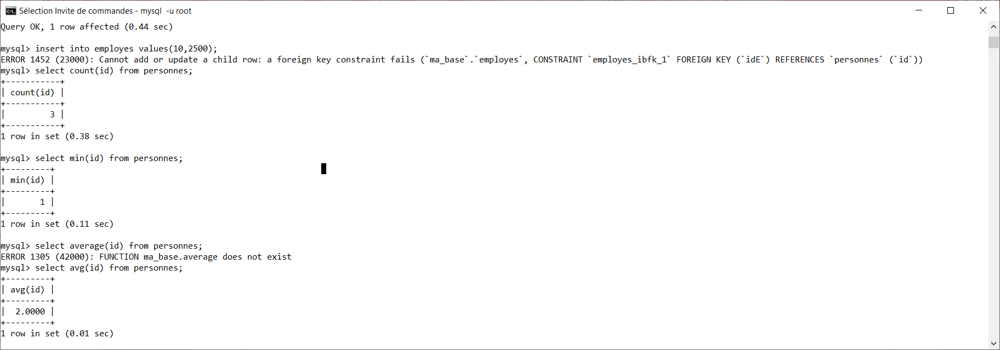 Sélection Invite de commandes - mysql  -u root
Query OK, 1 row affected (0.44 sec)
mysql> insert into employes values(10,2500);
ERROR 1452 (23000): Cannot add or update a child row: a foreign key constraint fails (`ma_base`.`employes`, CONSTRAINT `employes_ibfk_1` FOREIGN KEY (`idE`) REFERENCES `personnes` (`id`))
mysql> select count(id) from personnes;
+-----------+
| count(id) |
+-----------+
|         3 |
+-----------+
1 row in set (0.38 sec)
mysql> select min(id) from personnes;
+---------+
| min(id) |
+---------+
|       1 |
+---------+
1 row in set (0.11 sec)
mysql> select average(id) from personnes;
ERROR 1305 (42000): FUNCTION ma_base.average does not exist
mysql> select avg(id) from personnes;
+---------+
| avg(id) |
+---------+
|  2.0000 |
+---------+
1 row in set (0.01 sec)